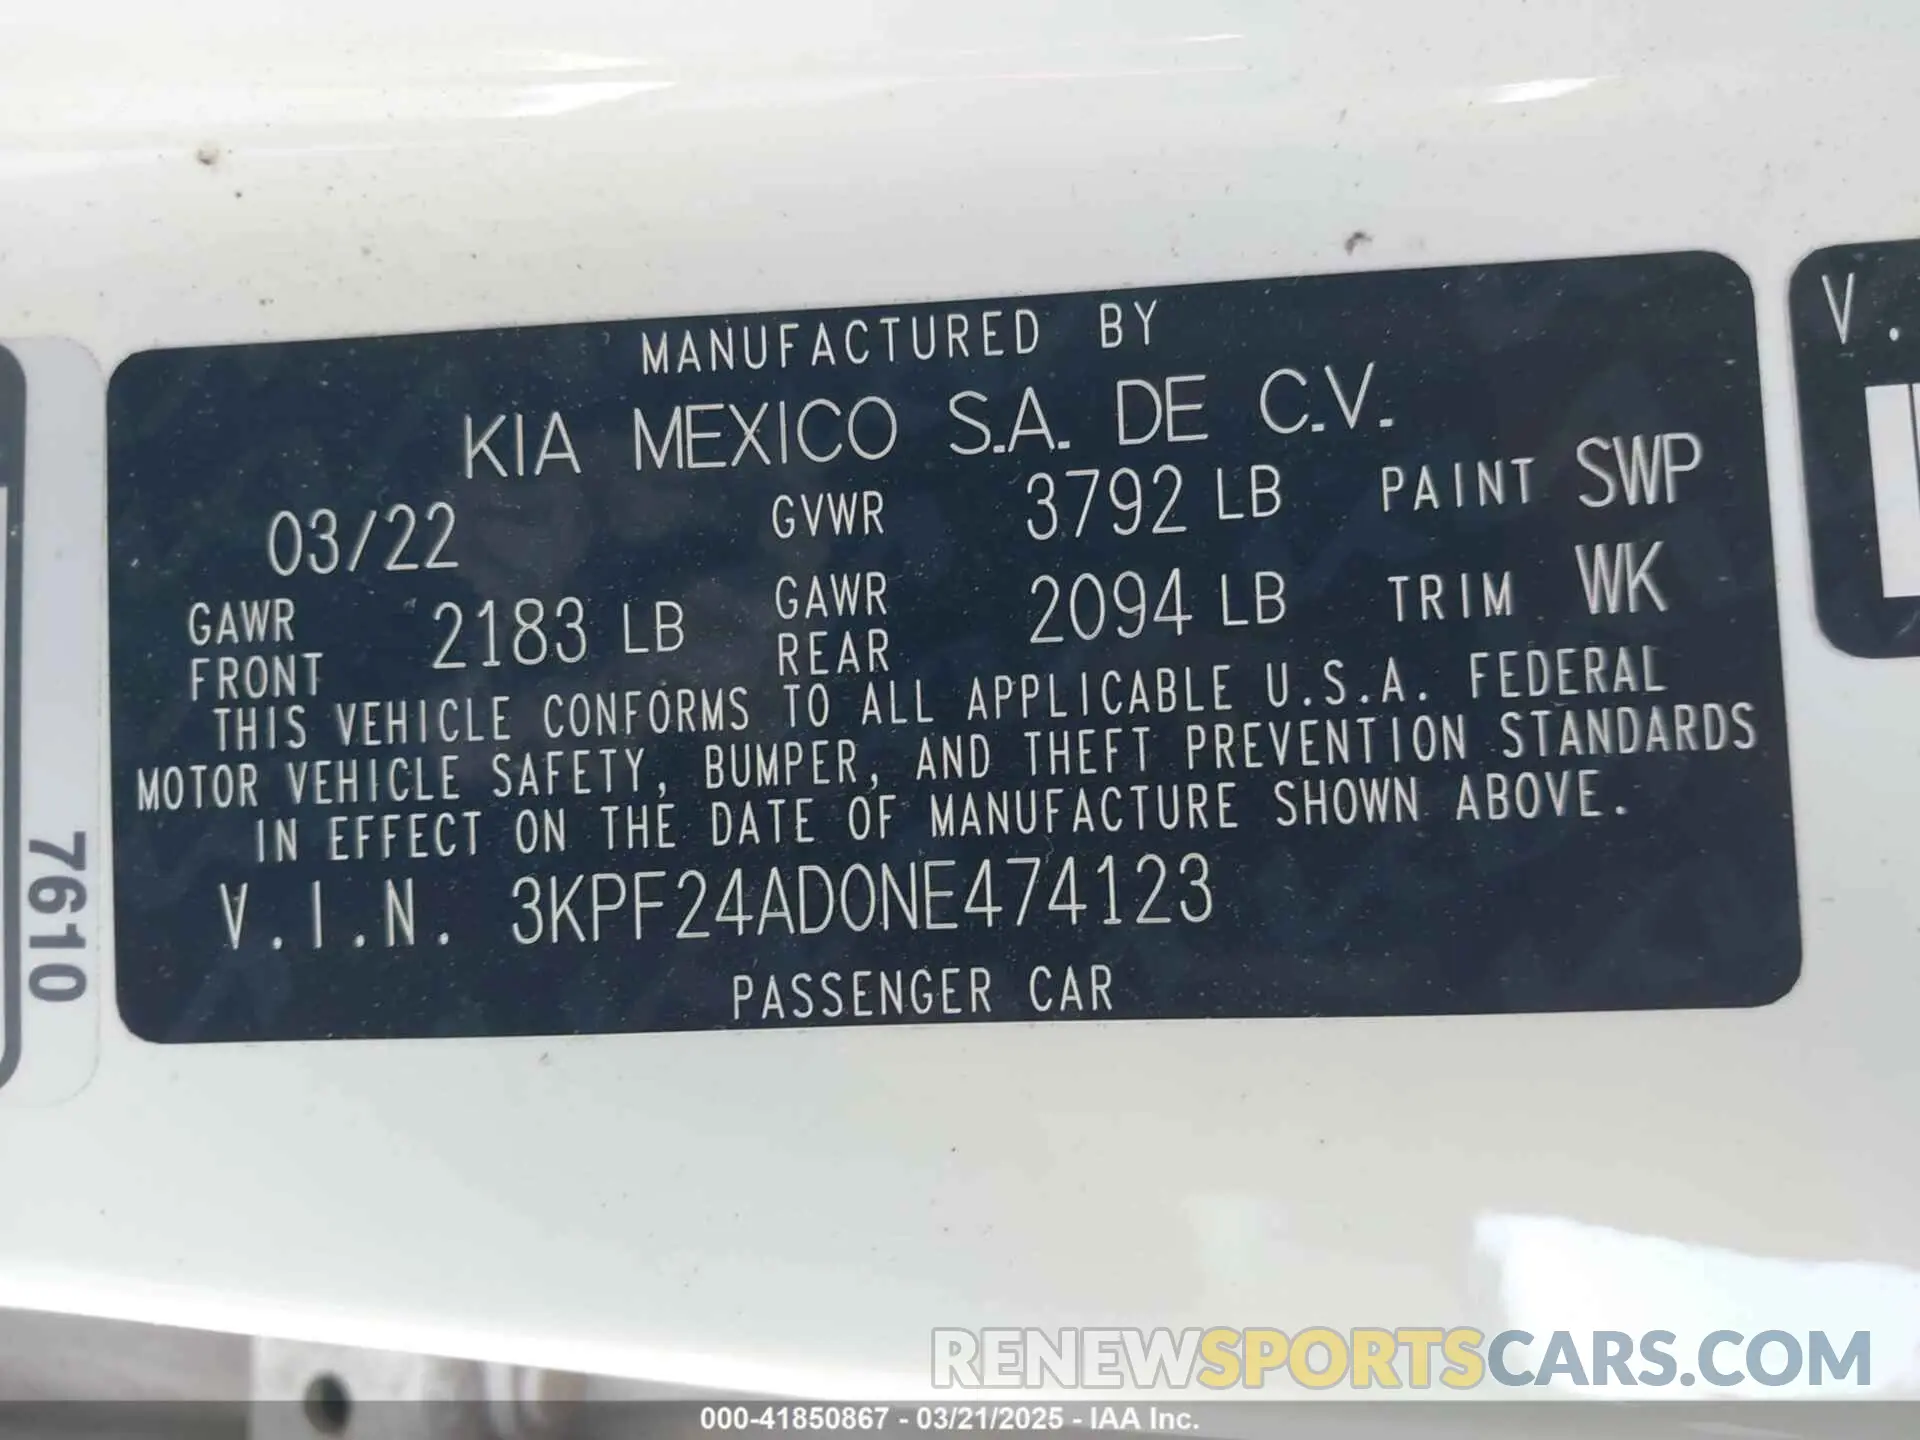 MANUFACTURED BY
KIA MEXICO S.A. DE C.V.
03/22 GVWR 3792 LB PAINT SWP
GAWR FRONT 2183 LB GAWR REAR 2094 LB TRIM WK
THIS VEHICLE CONFORMS TO ALL APPLICABLE U.S.A. FEDERAL
MOTOR VEHICLE SAFETY, BUMPER, AND THEFT PREVENTION STANDARDS
IN EFFECT ON THE DATE OF MANUFACTURE SHOWN ABOVE.
V.I.N. 3KPF24AD0NE474123
PASSENGER CAR
7610
V.
RENEWSPORTSCARS.COM
000-41850867 - 03/21/2025 - IAA Inc.